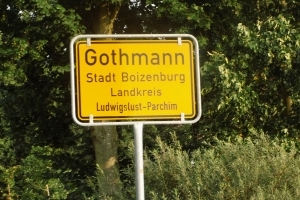 Gothmann
Stadt Boizenburg
Landkreis
Ludwigslust-Parchim